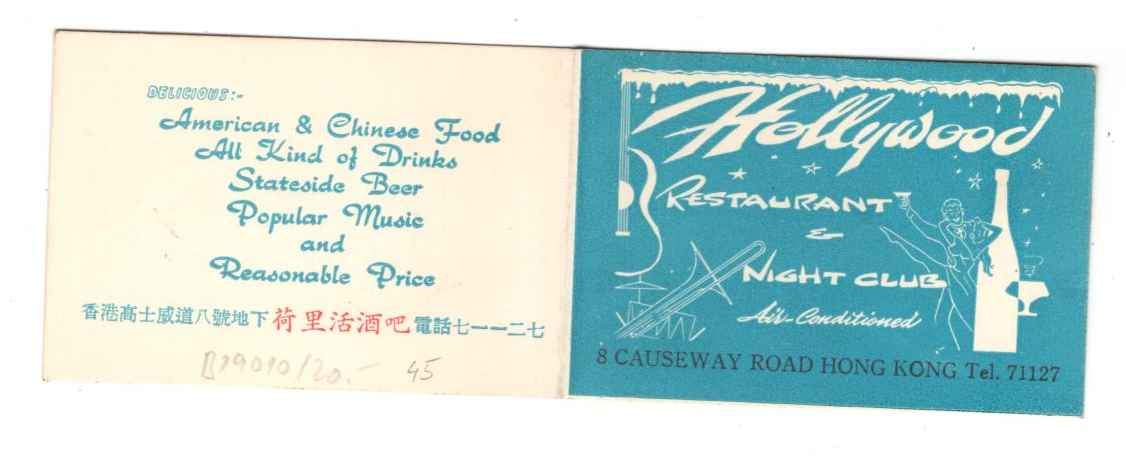 DELICIOUS:-
American & Chinese Food
All Kind of Drinks
Stateside Beer
Popular Music
and
Reasonable Price
香港高士威道八號地下 荷里活酒吧 電話七一一二七
B19010/20.- 45
Hollywood
RESTAURANT
&
NIGHT CLUB
Air-Conditioned
8 CAUSEWAY ROAD HONG KONG Tel. 71127